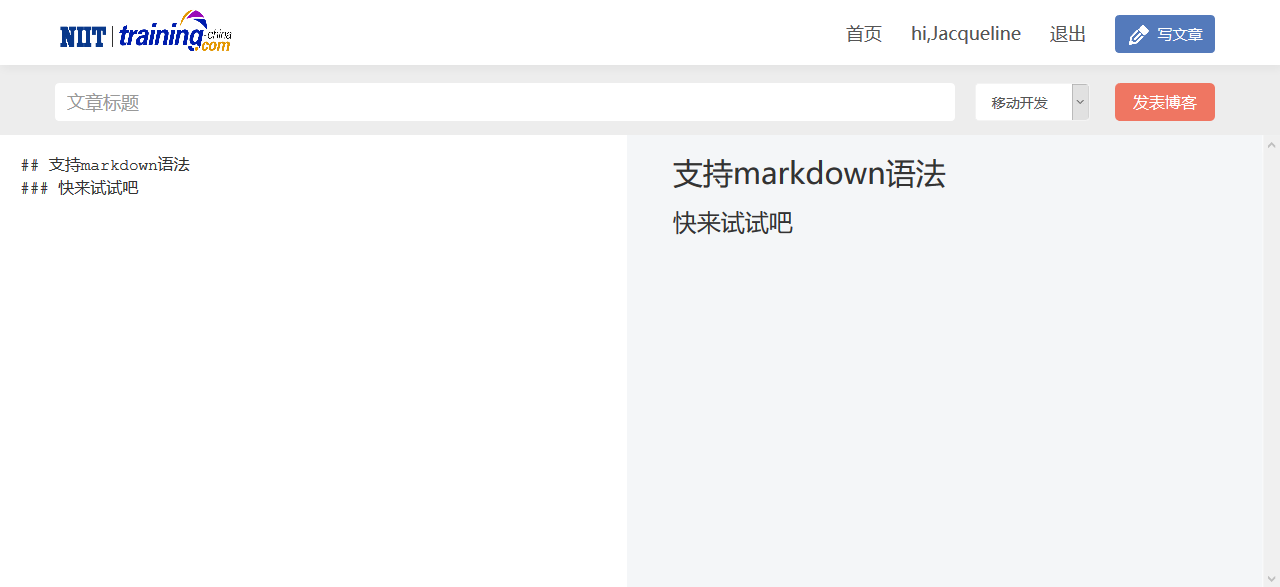 NIIT training-china.com
首页 hi,Jacqueline 退出 写文章
文章标题 移动开发 发表博客
## 支持markdown语法
### 快来试试吧
支持markdown语法
快来试试吧